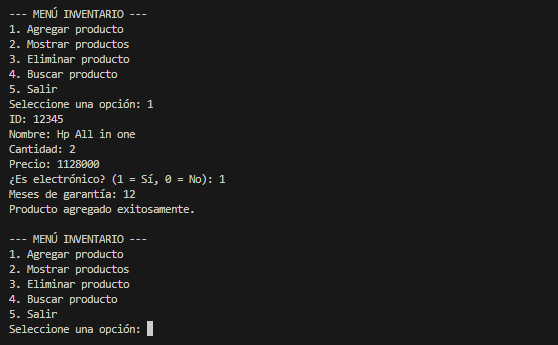 --- MENÚ INVENTARIO ---
1. Agregar producto
2. Mostrar productos
3. Eliminar producto
4. Buscar producto
5. Salir
Seleccione una opción: 1
ID: 12345
Nombre: Hp All in one
Cantidad: 2
Precio: 1128000
¿Es electrónico? (1 = Sí, 0 = No): 1
Meses de garantía: 12
Producto agregado exitosamente.

--- MENÚ INVENTARIO ---
1. Agregar producto
2. Mostrar productos
3. Eliminar producto
4. Buscar producto
5. Salir
Seleccione una opción: